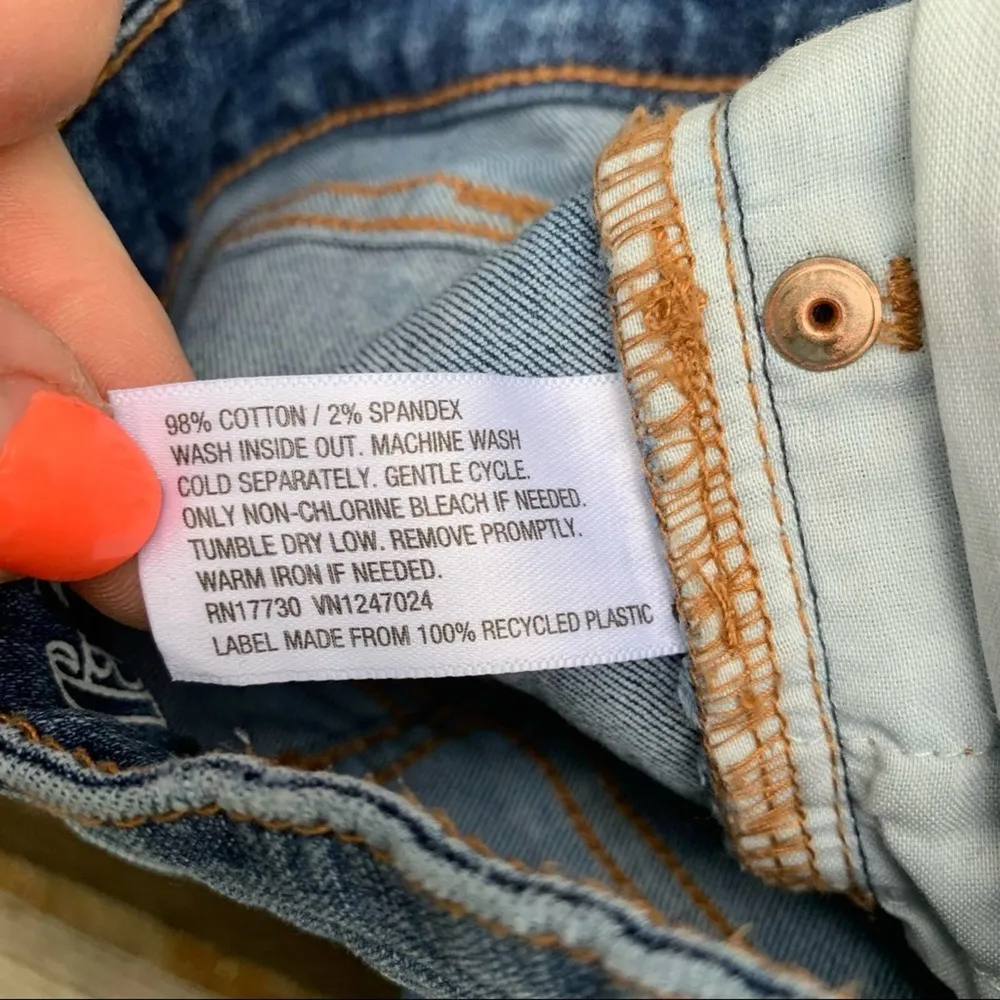 98% COTTON / 2% SPANDEX
WASH INSIDE OUT. MACHINE WASH
COLD SEPARATELY. GENTLE CYCLE.
ONLY NON-CHLORINE BLEACH IF NEEDED.
TUMBLE DRY LOW. REMOVE PROMPTLY.
WARM IRON IF NEEDED.
RN17730 VN1247024
LABEL MADE FROM 100% RECYCLED PLASTIC